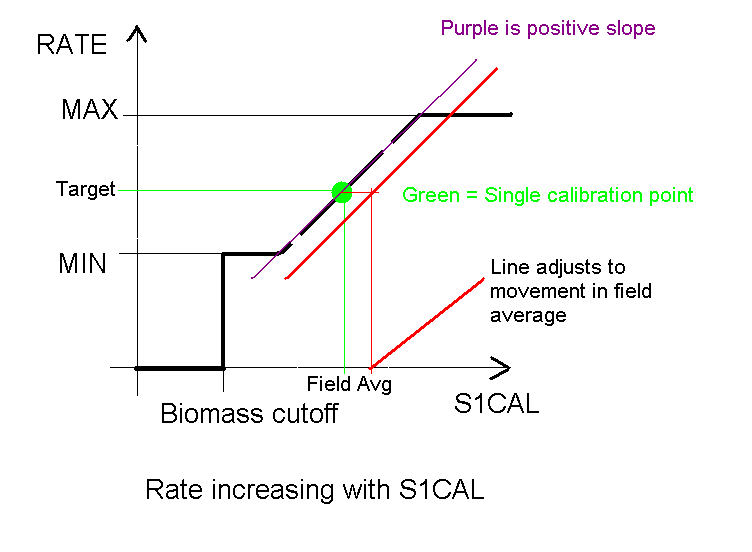 Purple is positive slope
RATE
MAX
Target
Green = Single calibration point
MIN
Line adjusts to
movement in field
average
Field Avg
Biomass cutoff
S1CAL
Rate increasing with S1CAL